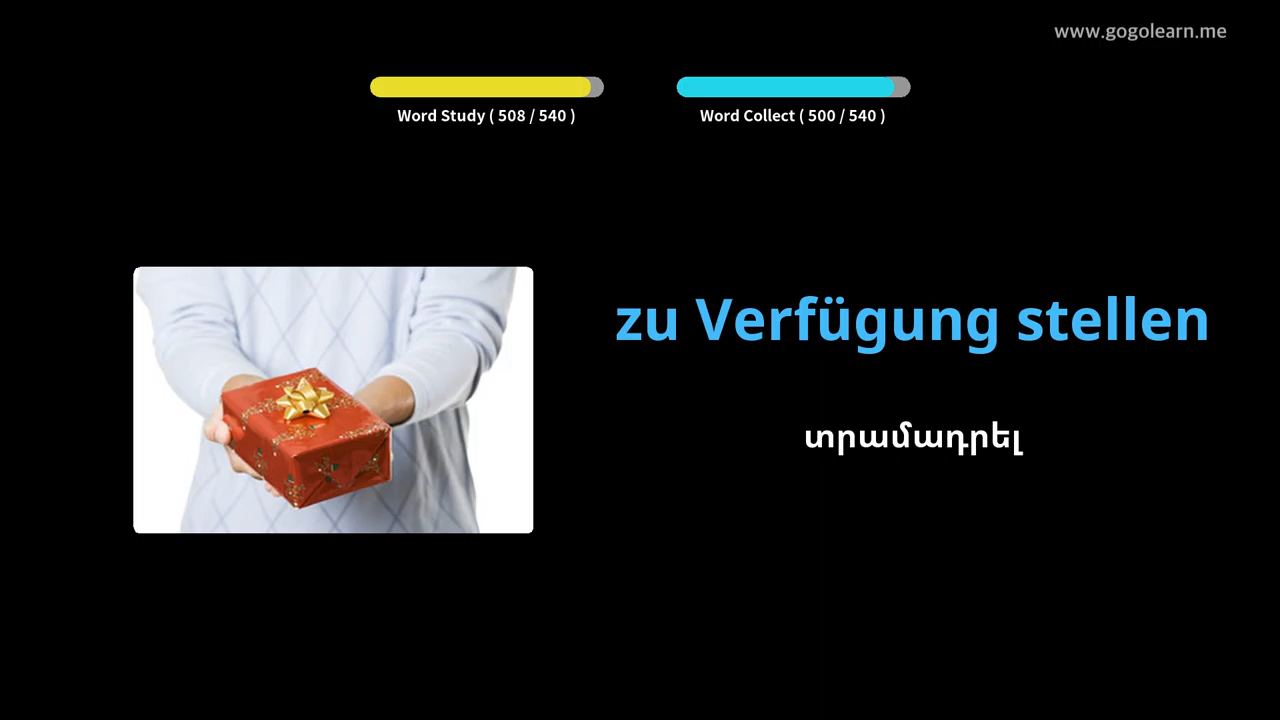 www.gogolearn.me
Word Study ( 508 / 540 )
Word Collect ( 500 / 540 )
zu Verfügung stellen
տրամադրել